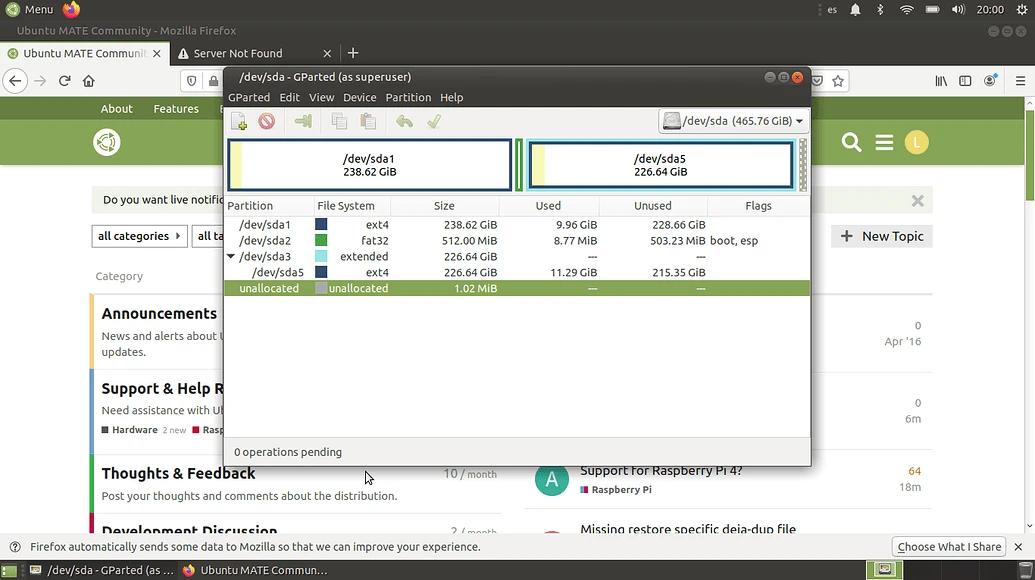 Menu
es
20:00
Ubuntu MATE Community - Mozilla Firefox
Ubuntu MATE Communit
Server Not Found
About
Features
L
Do you want live notific
all categories
all ta
New Topic
Category
Announcements
News and alerts about U
updates.
0
Apr '16
Support & Help R
Need assistance with Ub
Hardware 2 new Rasp
0
6m
Thoughts & Feedback
10 / month
Post your thoughts and comments about the distribution.
A
Support for Raspberry Pi 4?
Raspberry Pi
64
18m
Development Discussion
2 / month
Missing restore specific deja-dup file
/dev/sda - GParted (as superuser)
GParted Edit View Device Partition Help
/dev/sda (465.76 GiB)
/dev/sda1
238.62 GiB
/dev/sda5
226.64 GiB
Partition File System Size Used Unused Flags
/dev/sda1 ext4 238.62 GiB 9.96 GiB 228.66 GiB
/dev/sda2 fat32 512.00 MiB 8.77 MiB 503.23 MiB boot, esp
/dev/sda3 extended 226.64 GiB --- ---
/dev/sda5 ext4 226.64 GiB 11.29 GiB 215.35 GiB
unallocated unallocated 1.02 MiB --- ---
0 operations pending
Firefox automatically sends some data to Mozilla so that we can improve your experience.
Choose What I Share
/dev/sda - GParted (as ...
Ubuntu MATE Commun...